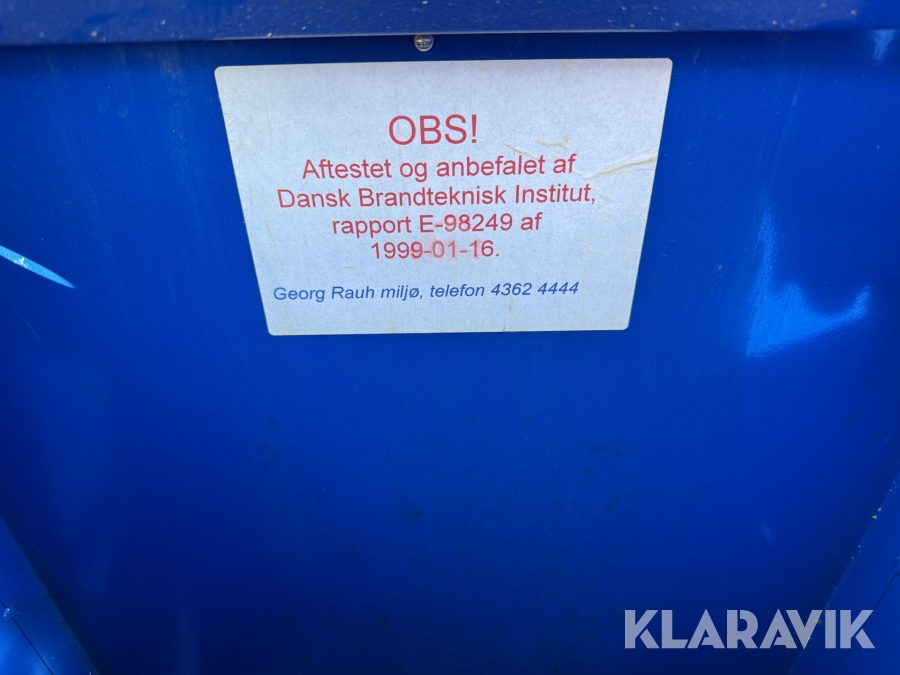 OBS!
Aftestet og anbefalet af
Dansk Brandteknisk Institut,
rapport E-98249 af
1999-01-16.
Georg Rauh miljø, telefon 4362 4444
KLARAVIK